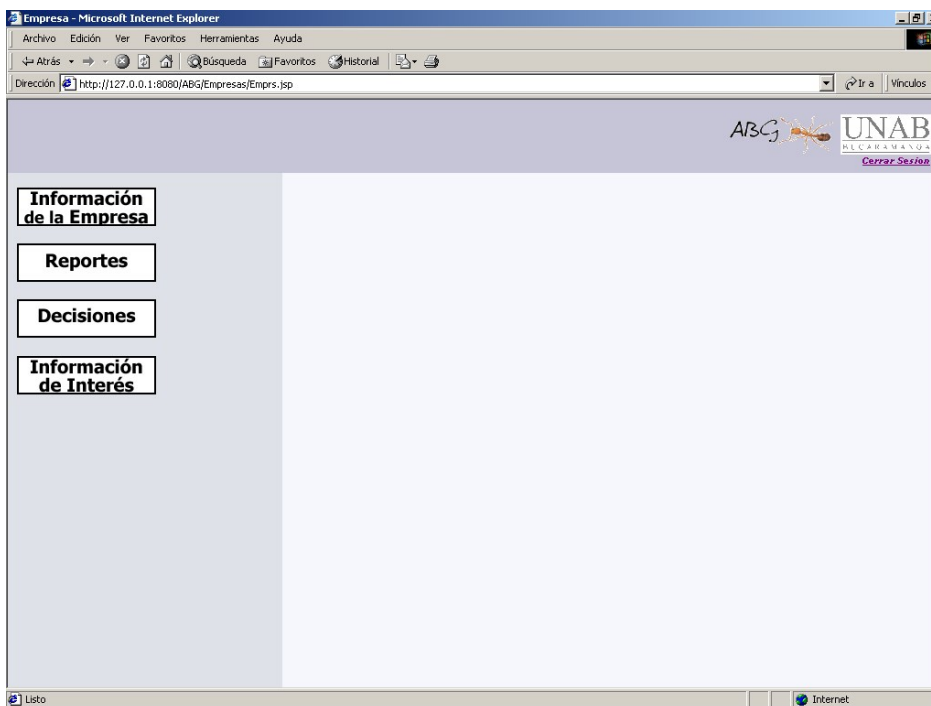 Empresa - Microsoft Internet Explorer
Archivo Edición Ver Favoritos Herramientas Ayuda
Atrás Búsqueda Favoritos Historial
Dirección http://127.0.0.1:8080/ABG/Empresas/Emprs.jsp Ir a Vínculos
ABG UNAB
BUCARAMANGA
Cerrar Sesion
Información
de la Empresa
Reportes
Decisiones
Información
de Interés
Listo Internet